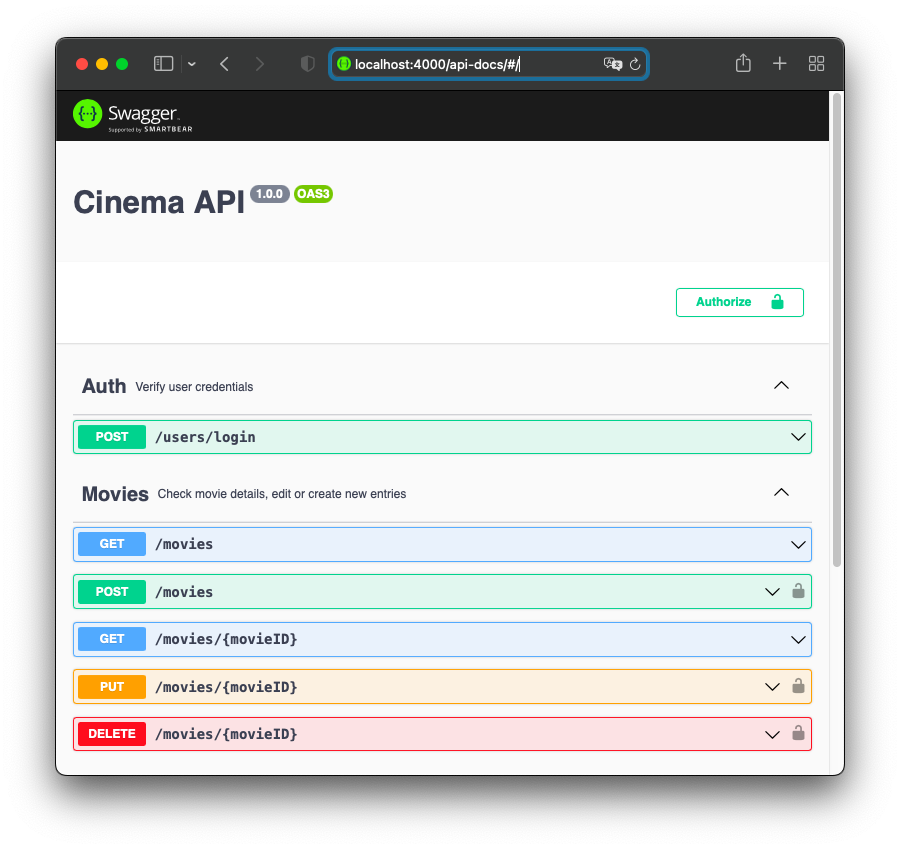 localhost:4000/api-docs/#/
{···} Swagger™
Supported by SMARTBEAR
Cinema API 1.0.0 OAS3
Authorize
Auth Verify user credentials
POST /users/login
Movies Check movie details, edit or create new entries
GET /movies
POST /movies
GET /movies/{movieID}
PUT /movies/{movieID}
DELETE /movies/{movieID}